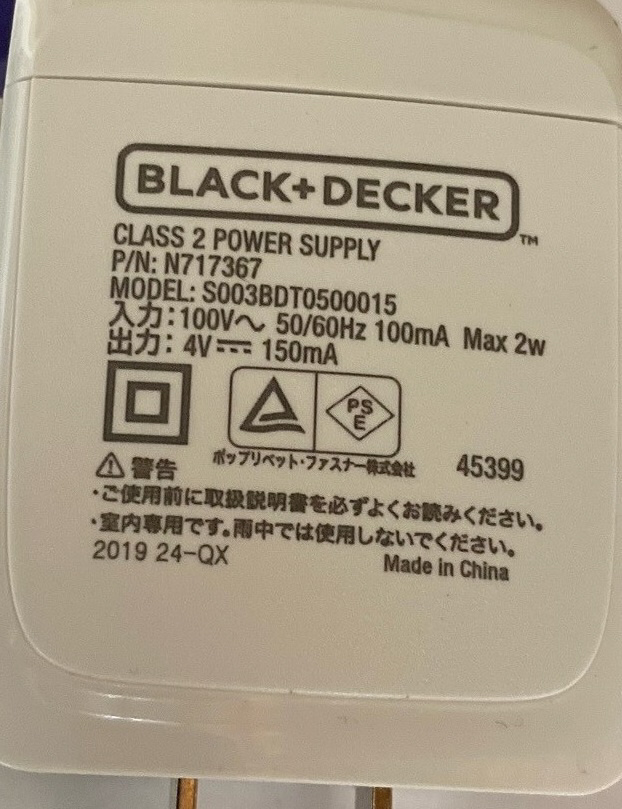 BLACK+DECKER™
CLASS 2 POWER SUPPLY
P/N: N717367
MODEL: S003BDT0500015
入力:100V～ 50/60Hz 100mA Max 2w
出力: 4V⎓ 150mA
PS
E
ポップリベット・ファスナー株式会社 45399
⚠ 警告
・ご使用前に取扱説明書を必ずよくお読みください。
・室内専用です。雨中では使用しないでください。
2019 24-QX Made in China